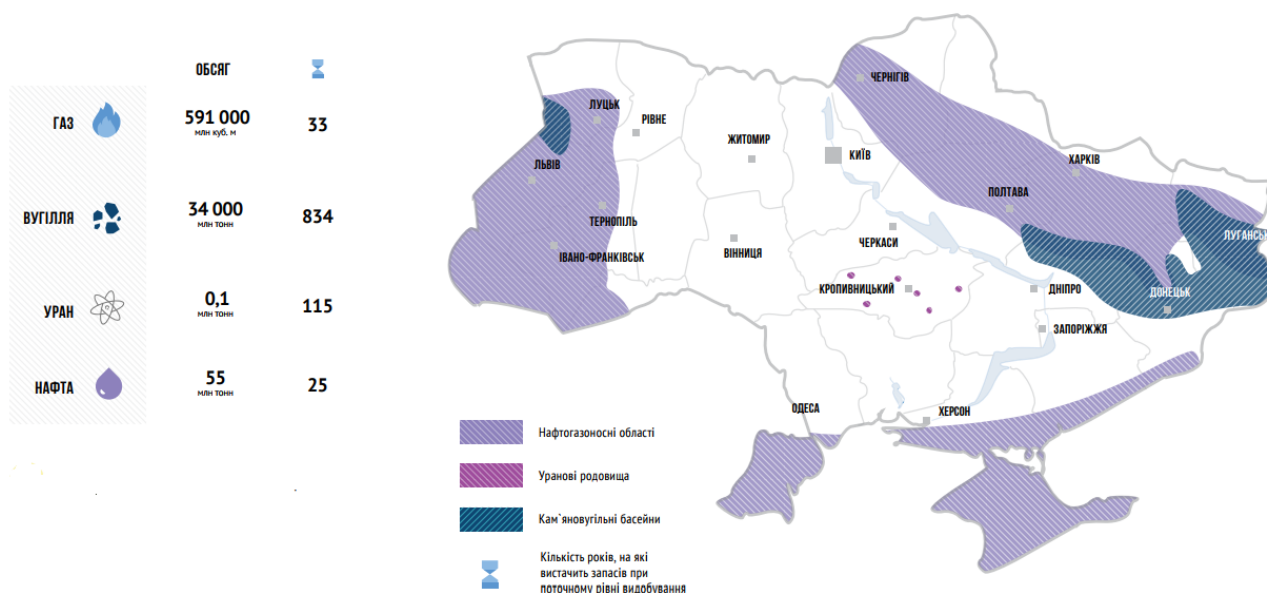 ОБСЯГ
ГАЗ
591 000
млн куб. м
33
ВУГІЛЛЯ
34 000
млн тонн
834
УРАН
0,1
млн тонн
115
НАФТА
55
млн тонн
25
ЧЕРНІГІВ
ЛУЦЬК
РІВНЕ
ЖИТОМИР
КИЇВ
ХАРКІВ
ЛЬВІВ
ПОЛТАВА
ТЕРНОПІЛЬ
ЧЕРКАСИ
ЛУГАНСЬК
ВІННИЦЯ
ІВАНО-ФРАНКІВСЬК
КРОПИВНИЦЬКИЙ
ДНІПРО
ДОНЕЦЬК
ЗАПОРІЖЖЯ
ОДЕСА
ХЕРСОН
Нафтогазоносні області
Уранові родовища
Кам`яновугільні басейни
Кількість років, на які
вистачить запасів при
поточному рівні видобування